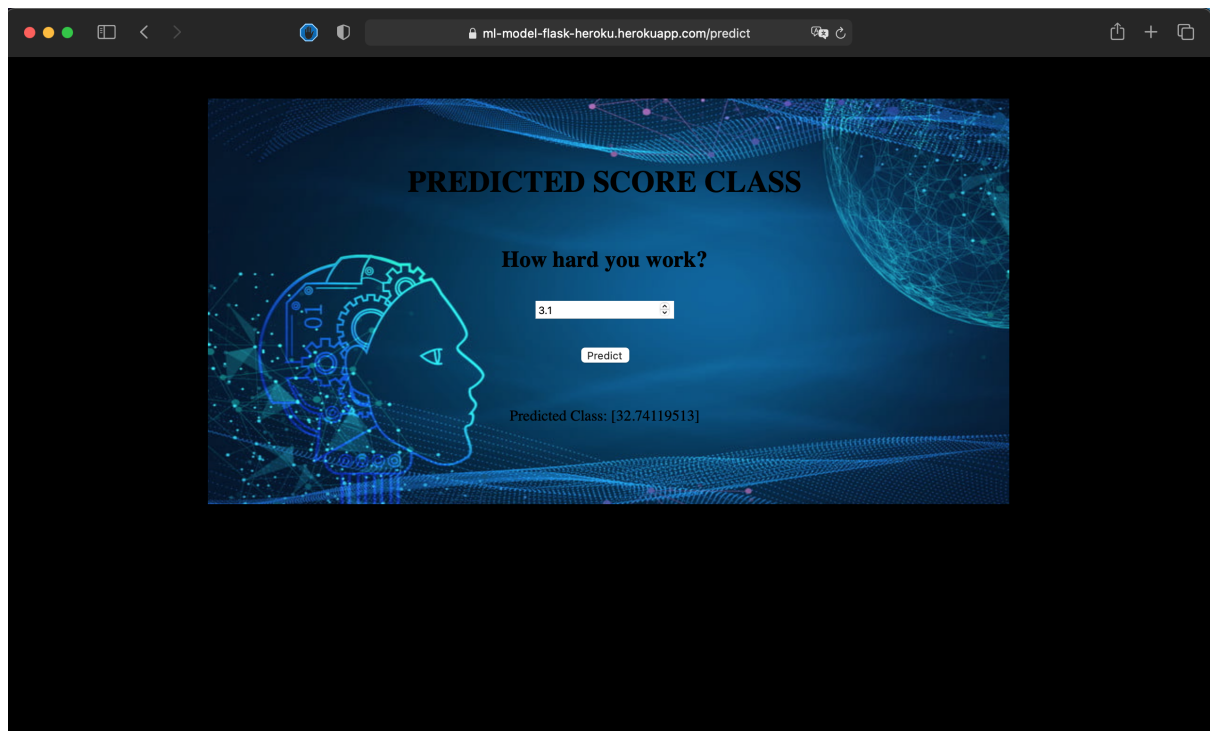 ml-model-flask-heroku.herokuapp.com/predict
PREDICTED SCORE CLASS
How hard you work?
01
3.1
Predict
Predicted Class: [32.74119513]